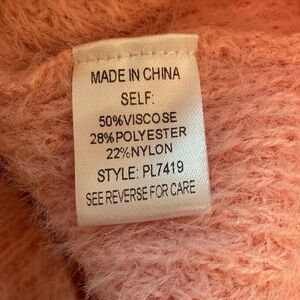 MADE IN CHINA
SELF:
50%VISCOSE
28%POLYESTER
22%NYLON
STYLE: PL7419
SEE REVERSE FOR CARE